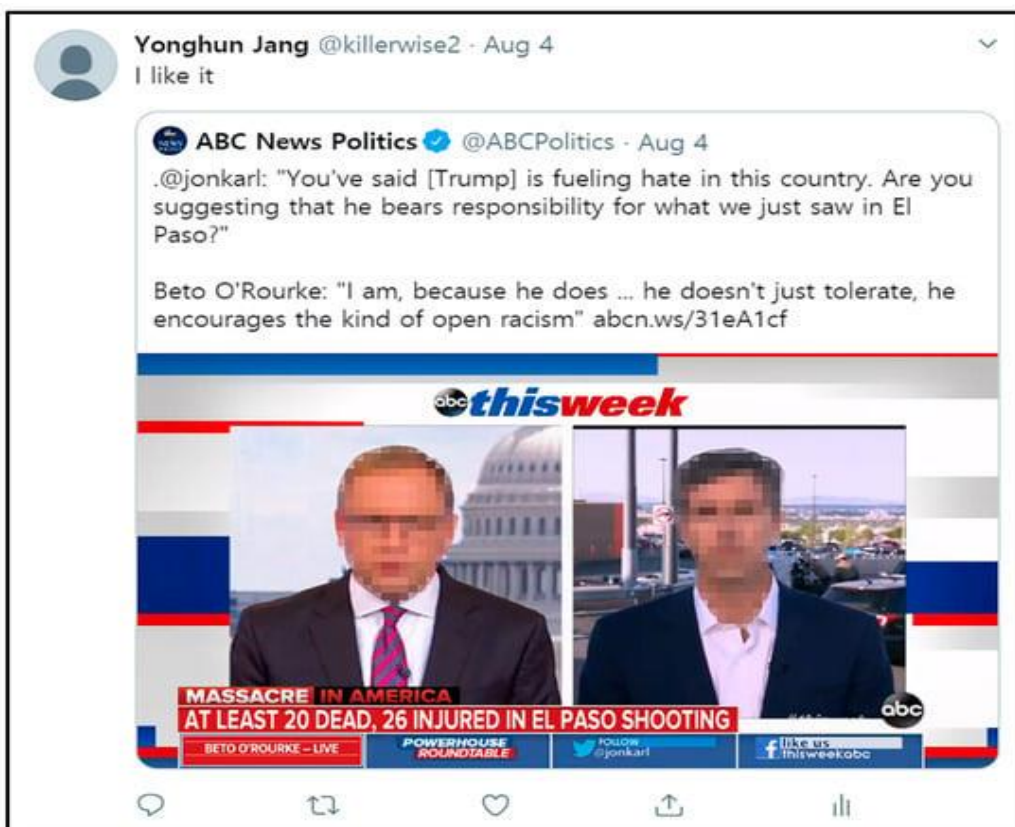 Yonghun Jang @killerwise2 · Aug 4
I like it
ABC News Politics @ABCPolitics · Aug 4
.@jonkarl: "You've said [Trump] is fueling hate in this country. Are you
suggesting that he bears responsibility for what we just saw in El
Paso?"
Beto O'Rourke: "I am, because he does ... he doesn't just tolerate, he
encourages the kind of open racism" abcn.ws/31eA1cf
abc thisweek
MASSACRE IN AMERICA
AT LEAST 20 DEAD, 26 INJURED IN EL PASO SHOOTING
abc
BETO O'ROURKE – LIVE
POWERHOUSE
ROUNDTABLE
FOLLOW
@jonkarl
like us
thisweekabc